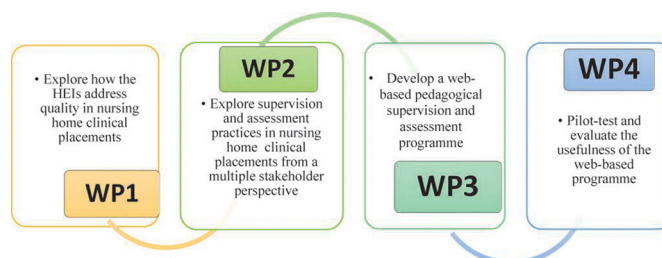 • Explore how the
HEIs address
quality in nursing
home clinical
placements
WP1
WP2
• Explore supervision
and assessment
practices in nursing
home clinical
placements from a
multiple stakeholder
perspective
• Develop a web-
based pedagogical
supervision and
assessment
programme
WP3
WP4
• Pilot-test and
evaluate the
usefulness of the
web-based
programme